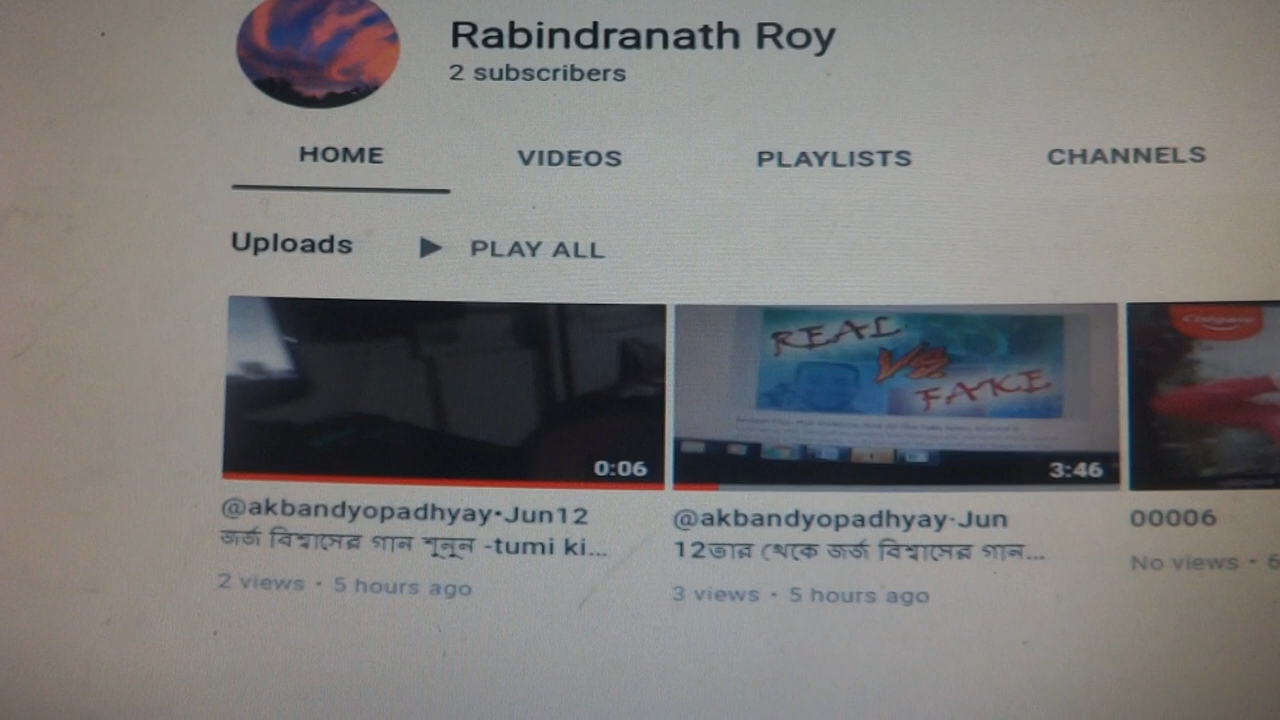 Rabindranath Roy
2 subscribers
HOME VIDEOS PLAYLISTS CHANNELS
Uploads PLAY ALL
REAL
VS
FAKE
Colgate
0:06
3:46
@akbandyopadhyay•Jun12
জর্জ বিশ্বাসের গান শূনূন -tumi ki...
2 views • 5 hours ago
@akbandyopadhyay·Jun
12তার থেকে জর্জ বিশ্বাসের গান...
3 views • 5 hours ago
00006
No views • 6